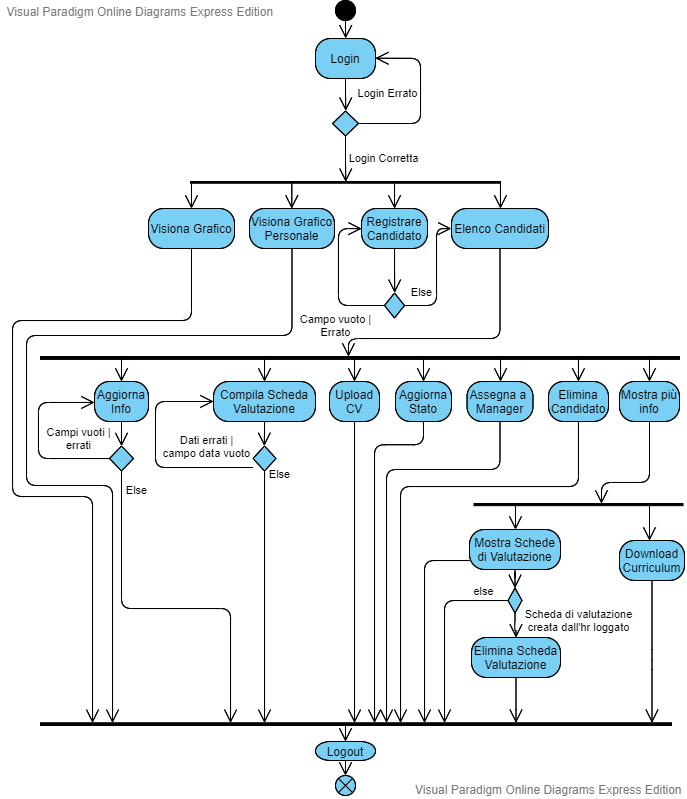 Visual Paradigm Online Diagrams Express Edition
Login
Login Errato
Login Corretta
Visiona Grafico
Visiona Grafico
Personale
Registrare
Candidato
Elenco Candidati
Else
Campo vuoto |
Errato
Aggiorna
Info
Compila Scheda
Valutazione
Upload
CV
Aggiorna
Stato
Assegna a
Manager
Elimina
Candidato
Mostra più
info
Campi vuoti |
errati
Dati errati |
campo data vuoto
Else
Else
Mostra Schede
di Valutazione
Download
Curriculum
else
Scheda di valutazione
creata dall'hr loggato
Elimina Scheda
Valutazione
Logout
Visual Paradigm Online Diagrams Express Edition